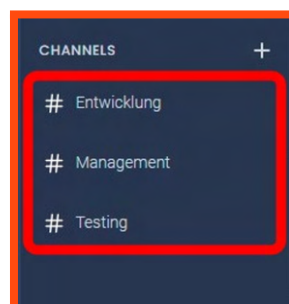 CHANNELS +
# Entwicklung
# Management
# Testing